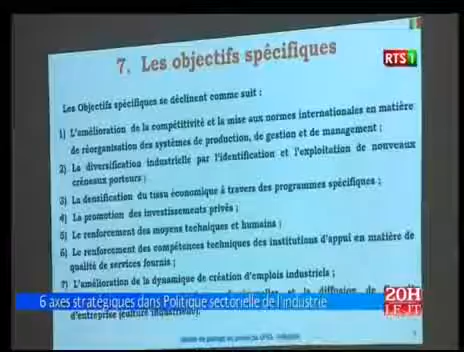 7. Les objectifs spécifiques
RTS1
Les Objectifs spécifiques se déclinent comme suit :
1) L'amélioration de la compétitivité et la mise aux normes internationales en matière
de réorganisation des systèmes de production, de gestion et de management ;
2) La diversification industrielle par l'identification et l'exploitation de nouveaux
créneaux porteurs ;
3) La densification du tissu économique à travers des programmes spécifiques ;
4) La promotion des investissements privés ;
5) Le renforcement des moyens techniques et humains ;
6) Le renforcement des compétences techniques des institutions d'appui en matière de
qualité de services fournis ;
7) L'amélioration de la dynamique de création d'emplois industriels ;
et la diffusion de
6 axes stratégiques dans Politique sectorielle de l'industrie
d'entreprise (culture industrielle).
20H
LE JT